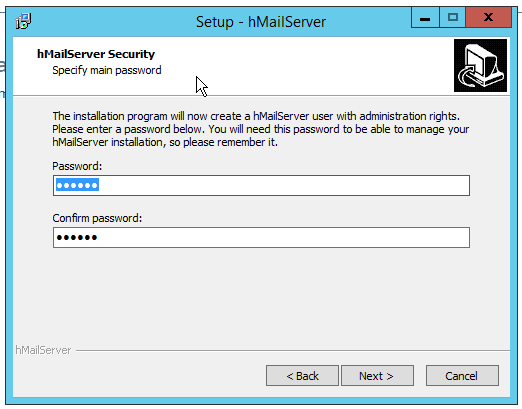 Setup - hMailServer
hMailServer Security
Specify main password
The installation program will now create a hMailServer user with administration rights.
Please enter a password below. You will need this password to be able to manage your
hMailServer installation, so please remember it.
Password:
••••••
Confirm password:
••••••
hMailServer
< Back
Next >
Cancel